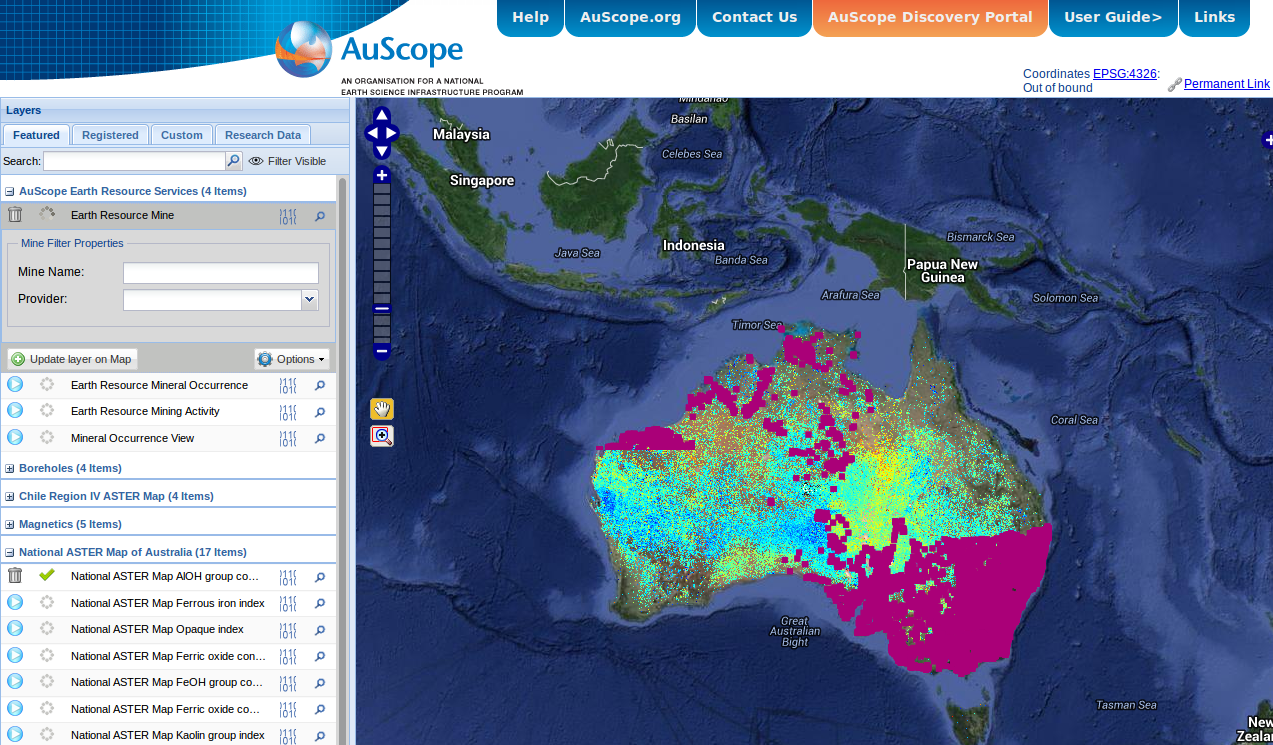 Help
AuScope.org
Contact Us
AuScope Discovery Portal
User Guide>
Links
AuScope
AN ORGANISATION FOR A NATIONAL
EARTH SCIENCE INFRASTRUCTURE PROGRAM
Coordinates EPSG:4326:
Out of bound
Permanent Link
Layers
Featured
Registered
Custom
Research Data
Search:
Filter Visible
AuScope Earth Resource Services (4 Items)
Earth Resource Mine
Mine Filter Properties
Mine Name:
Provider:
Update layer on Map
Options
Earth Resource Mineral Occurrence
Earth Resource Mining Activity
Mineral Occurrence View
Boreholes (4 Items)
Chile Region IV ASTER Map (4 Items)
Magnetics (5 Items)
National ASTER Map of Australia (17 Items)
National ASTER Map AlOH group co...
National ASTER Map Ferrous iron index
National ASTER Map Opaque index
National ASTER Map Ferric oxide con...
National ASTER Map FeOH group co...
National ASTER Map Ferric oxide co...
National ASTER Map Kaolin group index
Mindanao
Basilan
Malaysia
Celebes Sea
Singapore
Indonesia
Java Sea
Banda Sea
Bismarck Sea
Papua New
Guinea
Arafura Sea
Solomon Sea
Timor Sea
Coral Sea
Great
Australian
Bight
Tasman Sea
New
Zealan